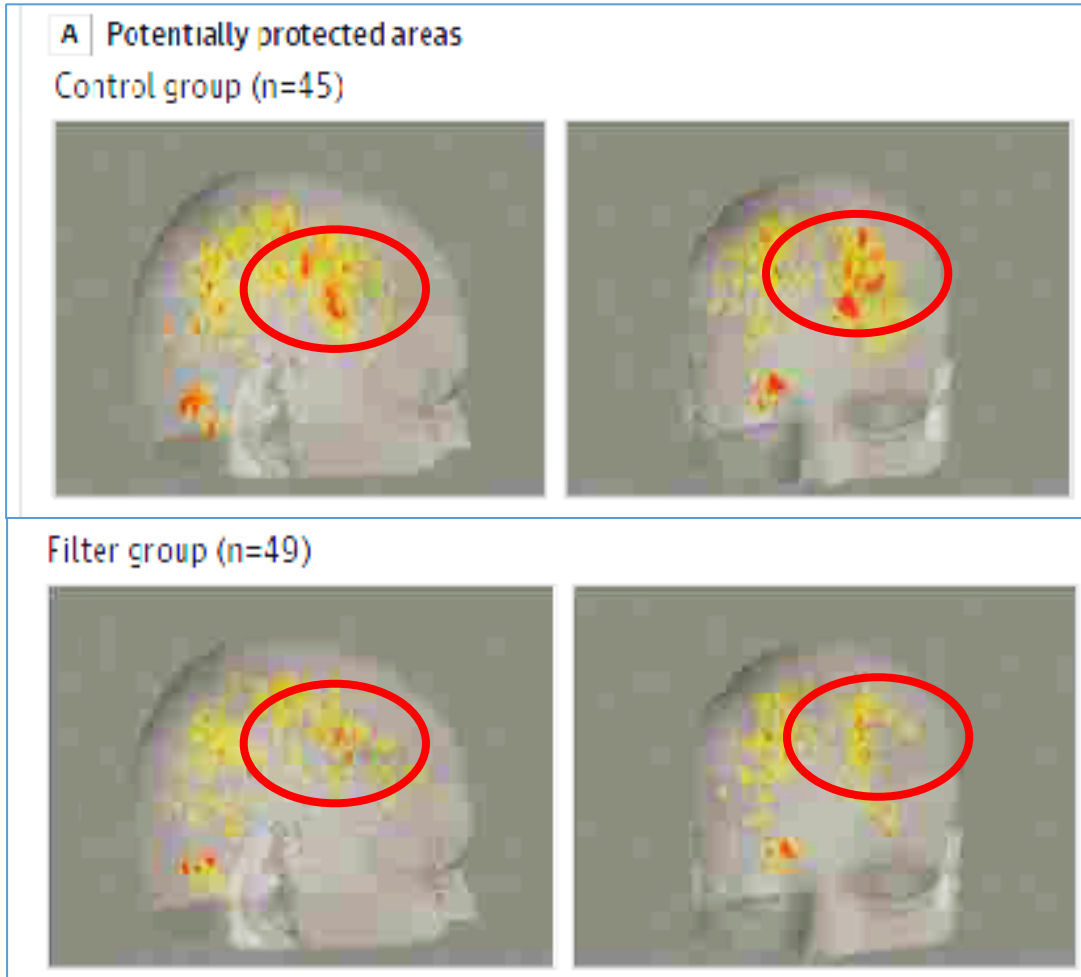 A Potentially protected areas
Control group (n=45)
Filter group (n=49)